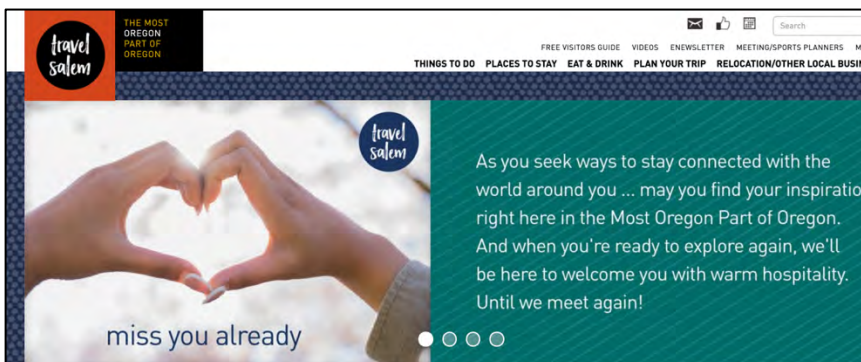 travel
salem
THE MOST
OREGON
PART OF
OREGON
Search
FREE VISITORS GUIDE VIDEOS ENEWSLETTER MEETING/SPORTS PLANNERS M
THINGS TO DO PLACES TO STAY EAT & DRINK PLAN YOUR TRIP RELOCATION/OTHER LOCAL BUSIN
travel
salem
miss you already
As you seek ways to stay connected with the
world around you ... may you find your inspiratio
right here in the Most Oregon Part of Oregon.
And when you're ready to explore again, we'll
be here to welcome you with warm hospitality.
Until we meet again!